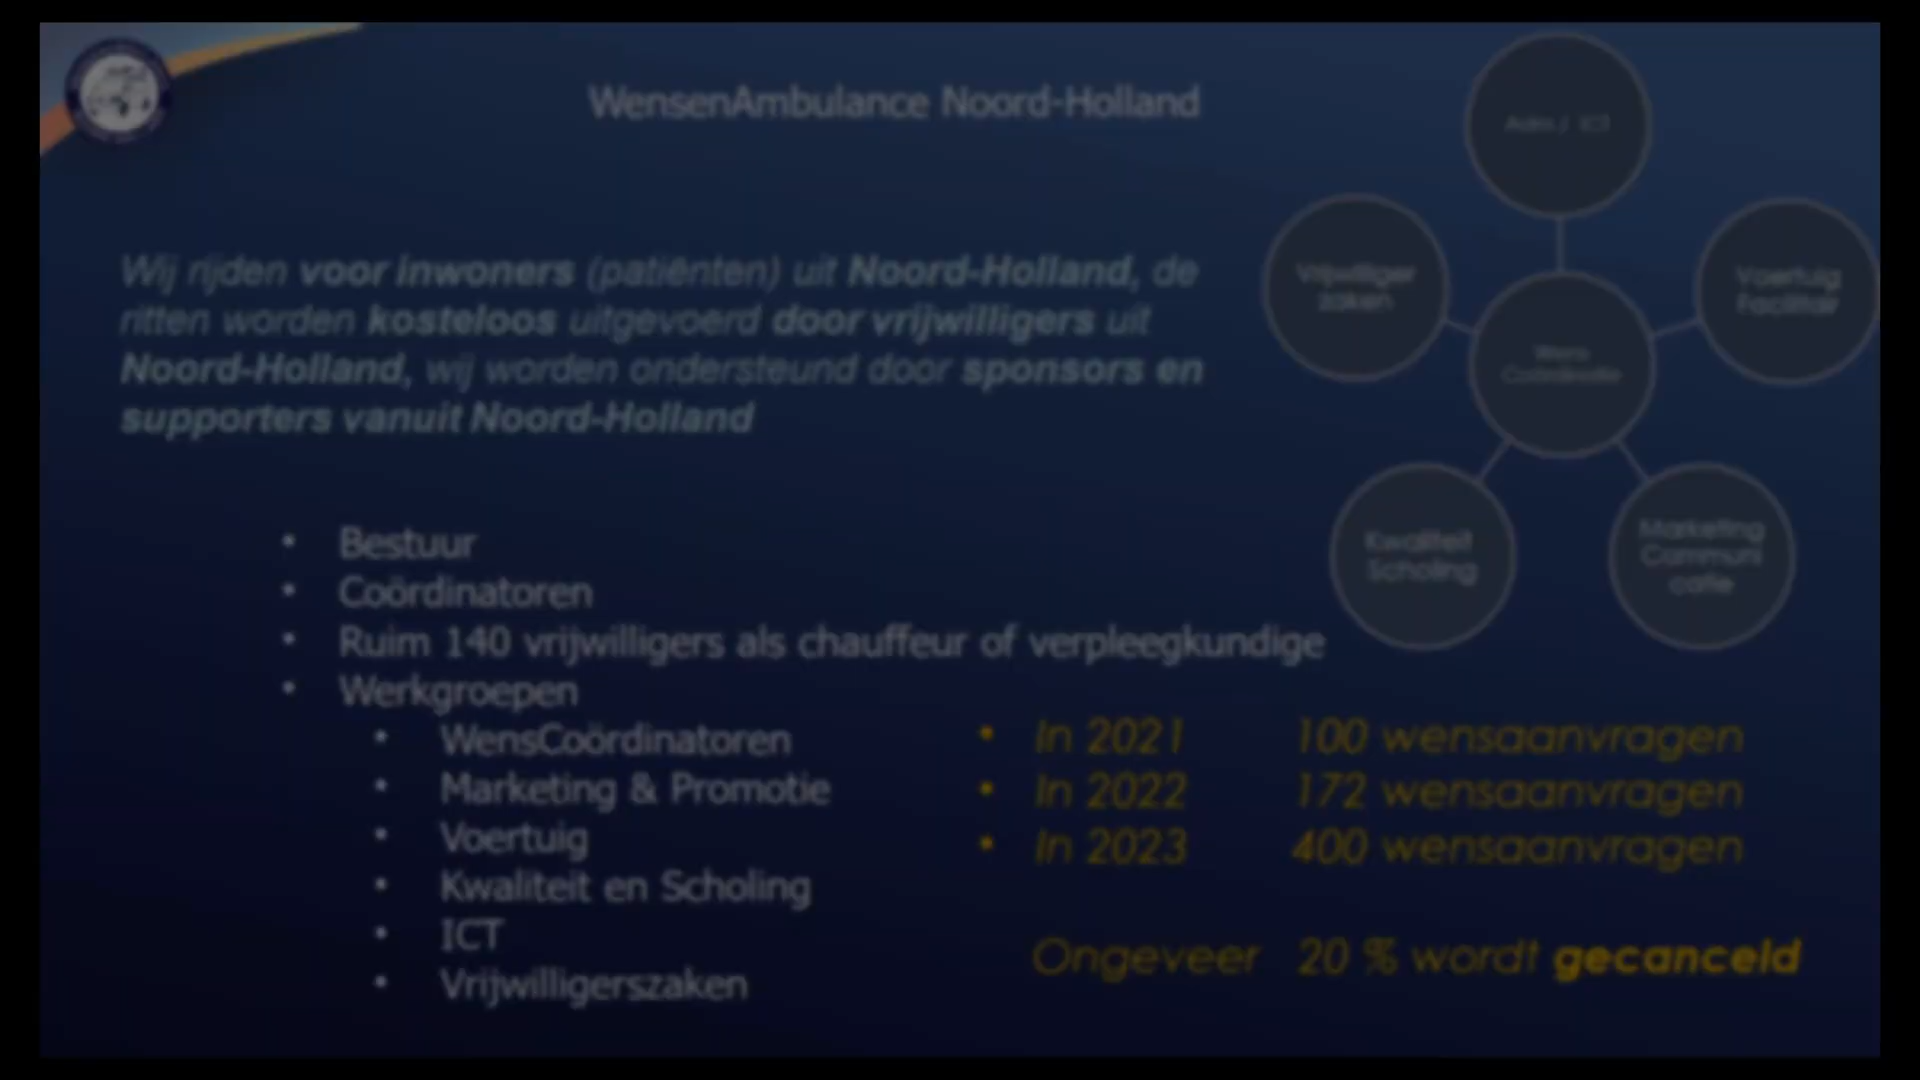 WensenAmbulance Noord-Holland
Wij rijden voor inwoners (patiënten) uit Noord-Holland, de
ritten worden kosteloos uitgevoerd door vrijwilligers uit
Noord-Holland, wij worden ondersteund door sponsors en
supporters vanuit Noord-Holland
• Bestuur
• Coördinatoren
• Ruim 140 vrijwilligers als chauffeur of verpleegkundige
• Werkgroepen
• WensCoördinatoren
• Marketing & Promotie
• Voertuig
• Kwaliteit en Scholing
• ICT
• Vrijwilligerszaken
• In 2021 100 wensaanvragen
• In 2022 172 wensaanvragen
• In 2023 400 wensaanvragen
Ongeveer 20 % wordt gecanceld
ICT
Vrijwilliger
zaken
Voertuig
Facilitair
Wens
Coördinatie
Kwaliteit
Scholing
Marketing
Communi
catie